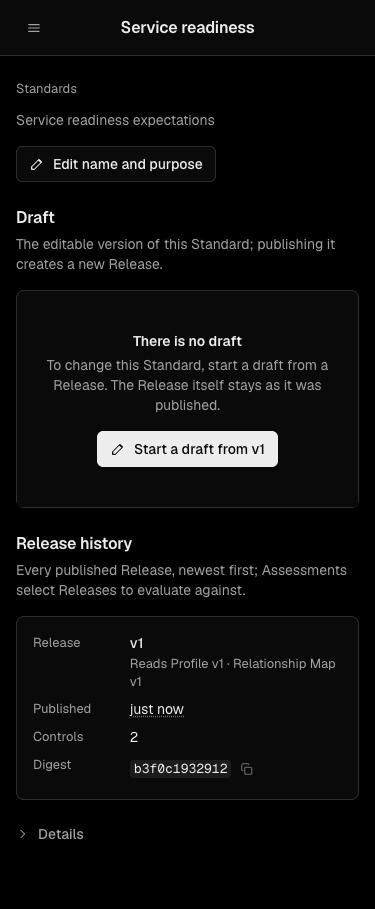 Service readiness
Standards
Service readiness expectations
Edit name and purpose
Draft
The editable version of this Standard; publishing it
creates a new Release.
There is no draft
To change this Standard, start a draft from a
Release. The Release itself stays as it was
published.
Start a draft from v1
Release history
Every published Release, newest first; Assessments
select Releases to evaluate against.
Release v1
Reads Profile v1 · Relationship Map
v1
Published just now
Controls 2
Digest b3f0c1932912
Details